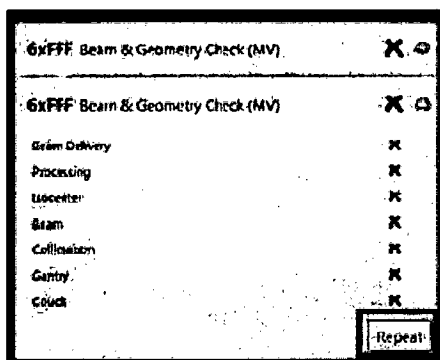 6xFFF Beam & Geometry Check (MV)
6xFFF Beam & Geometry Check (MV)
Beam Delivery
Processing
Isocenter
Beam
Collimation
Gantry
Couch
Repeat